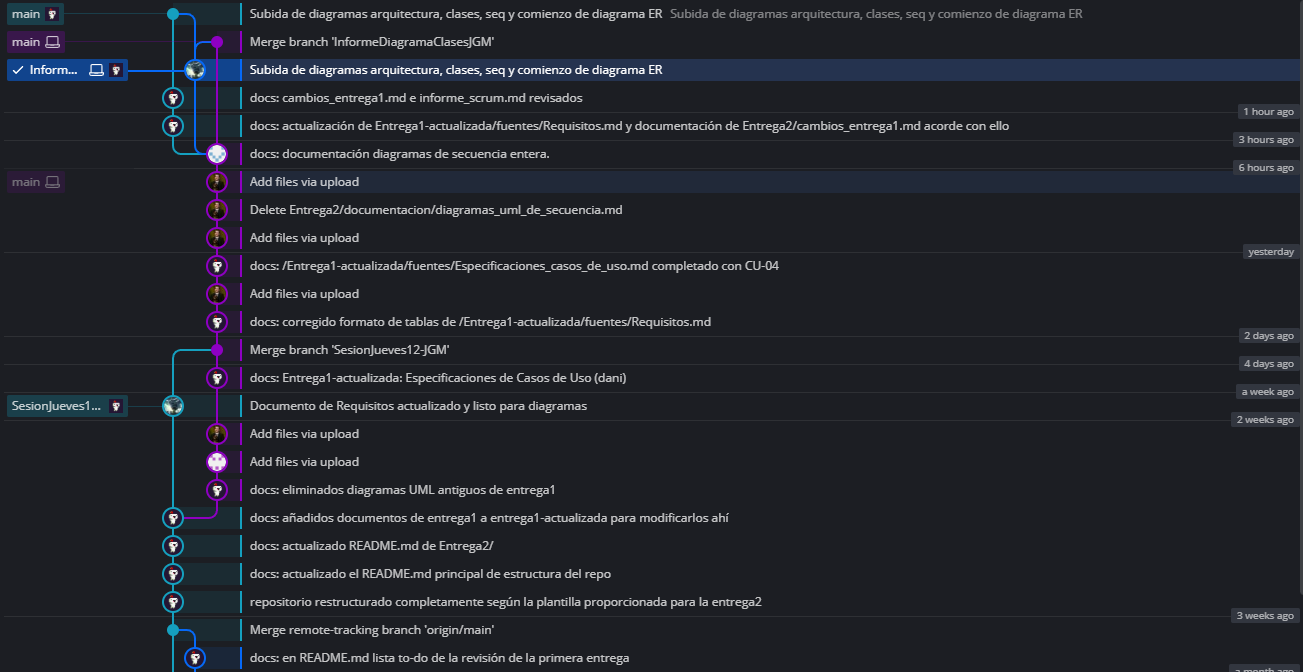 main Subida de diagramas arquitectura, clases, seq y comienzo de diagrama ER Subida de diagramas arquitectura, clases, seq y comienzo de diagrama ER
main Merge branch 'InformeDiagramaClasesJGM'
Inform... Subida de diagramas arquitectura, clases, seq y comienzo de diagrama ER
docs: cambios_entrega1.md e informe_scrum.md revisados
1 hour ago
docs: actualización de Entrega1-actualizada/fuentes/Requisitos.md y documentación de Entrega2/cambios_entrega1.md acorde con ello
3 hours ago
docs: documentación diagramas de secuencia entera.
6 hours ago
main Add files via upload
Delete Entrega2/documentacion/diagramas_uml_de_secuencia.md
Add files via upload
yesterday
docs: /Entrega1-actualizada/fuentes/Especificaciones_casos_de_uso.md completado con CU-04
Add files via upload
docs: corregido formato de tablas de /Entrega1-actualizada/fuentes/Requisitos.md
2 days ago
Merge branch 'SesionJueves12-JGM'
4 days ago
docs: Entrega1-actualizada: Especificaciones de Casos de Uso (dani)
a week ago
SesionJueves1... Documento de Requisitos actualizado y listo para diagramas
2 weeks ago
Add files via upload
Add files via upload
docs: eliminados diagramas UML antiguos de entrega1
docs: añadidos documentos de entrega1 a entrega1-actualizada para modificarlos ahí
docs: actualizado README.md de Entrega2/
docs: actualizado el README.md principal de estructura del repo
repositorio restructurado completamente según la plantilla proporcionada para la entrega2
3 weeks ago
Merge remote-tracking branch 'origin/main'
docs: en README.md lista to-do de la revisión de la primera entrega
a month ago